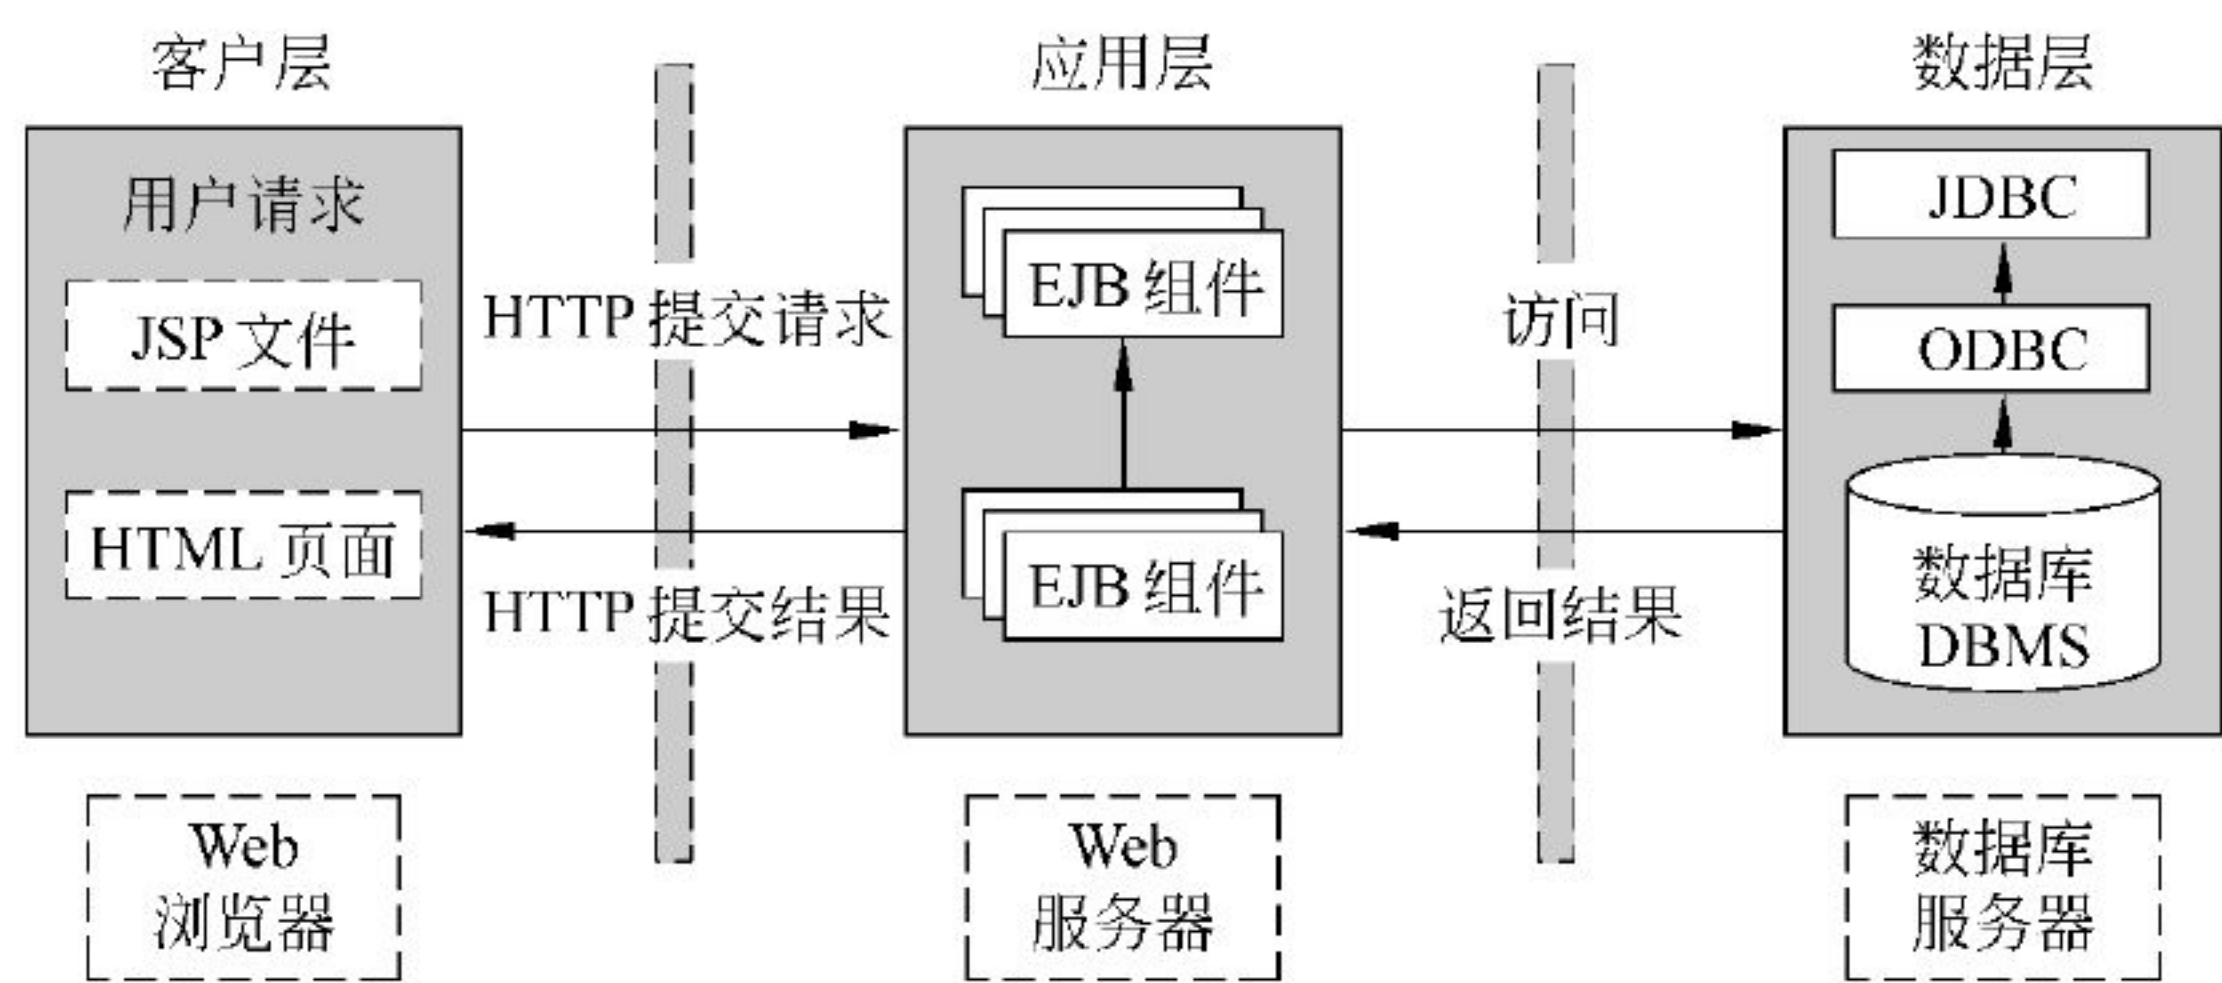 客户层
应用层
数据层
用户请求
JSP 文件
HTML 页面
HTTP 提交请求
HTTP 提交结果
EJB 组件
EJB 组件
访问
返回结果
JDBC
ODBC
数据库
DBMS
Web
浏览器
Web
服务器
数据库
服务器